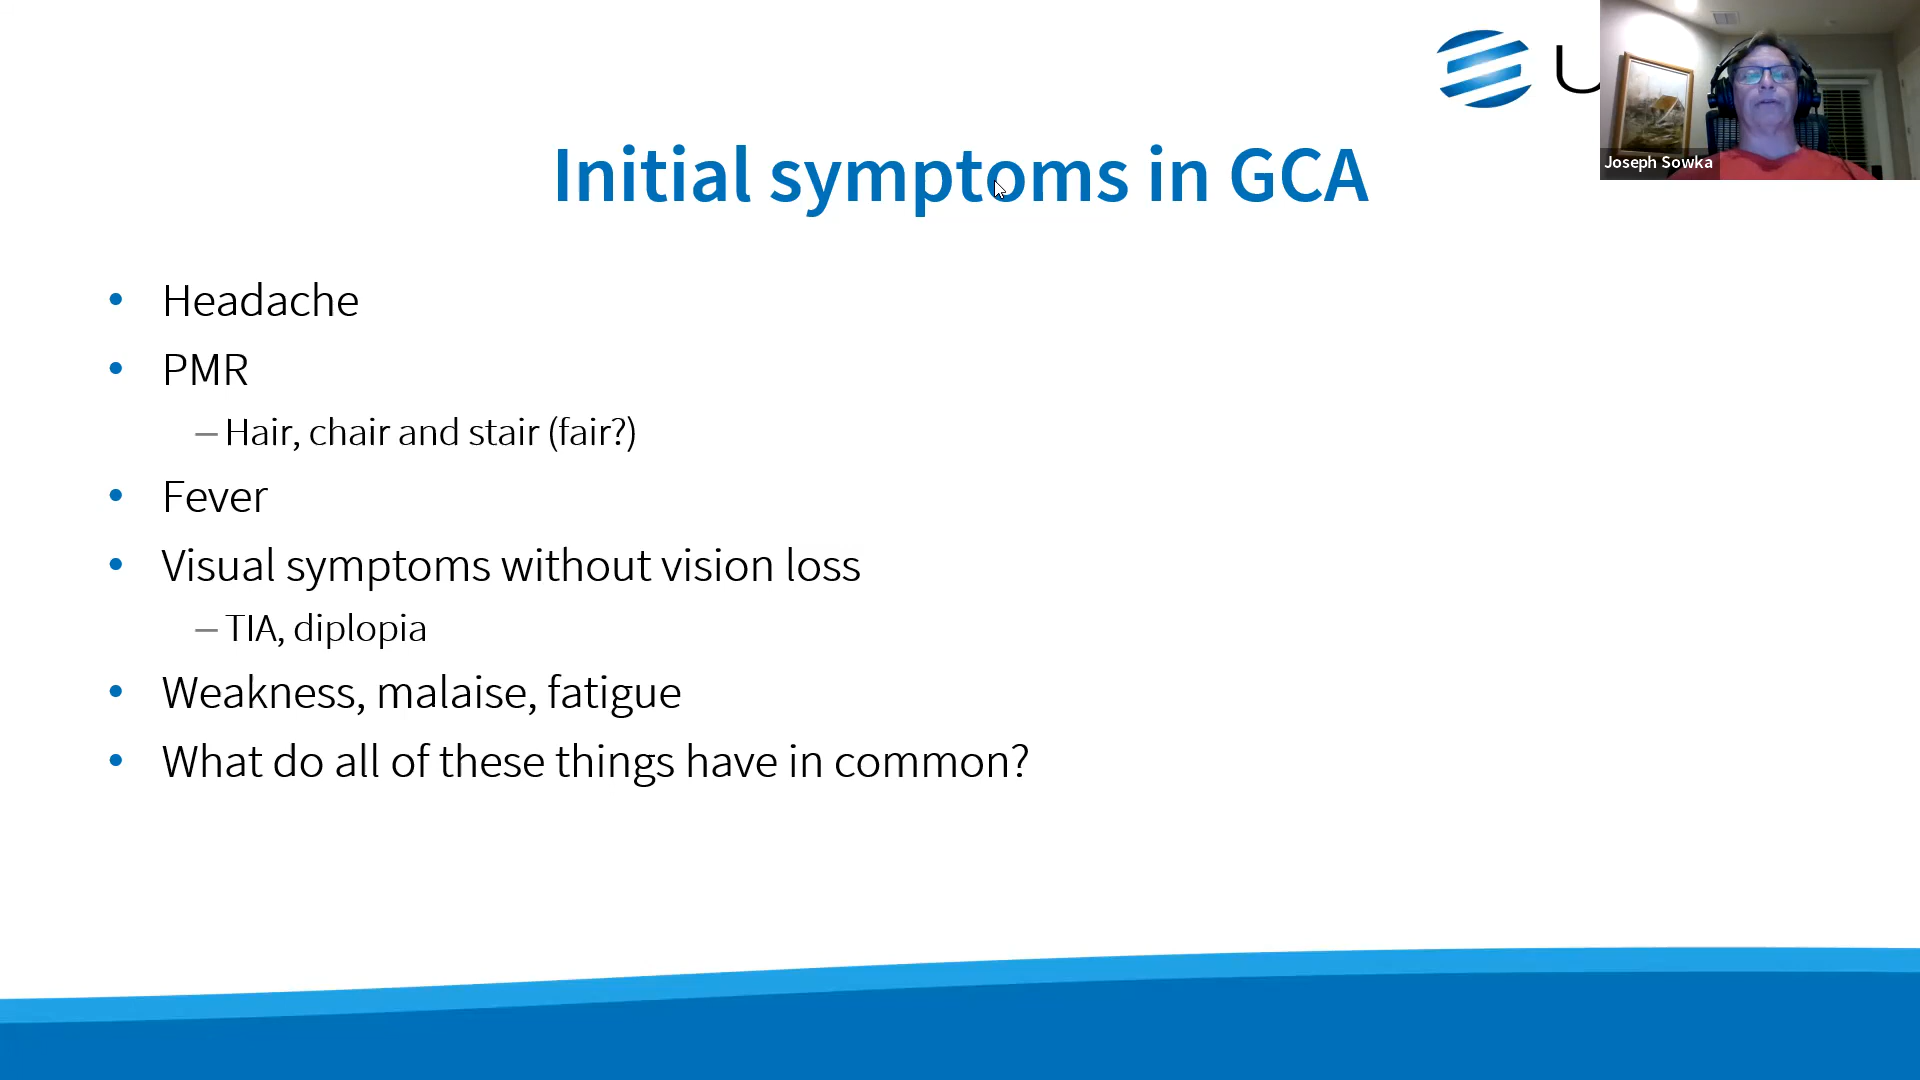 U
Joseph Sowka
Initial symptoms in GCA
• Headache
• PMR
– Hair, chair and stair (fair?)
• Fever
• Visual symptoms without vision loss
– TIA, diplopia
• Weakness, malaise, fatigue
• What do all of these things have in common?